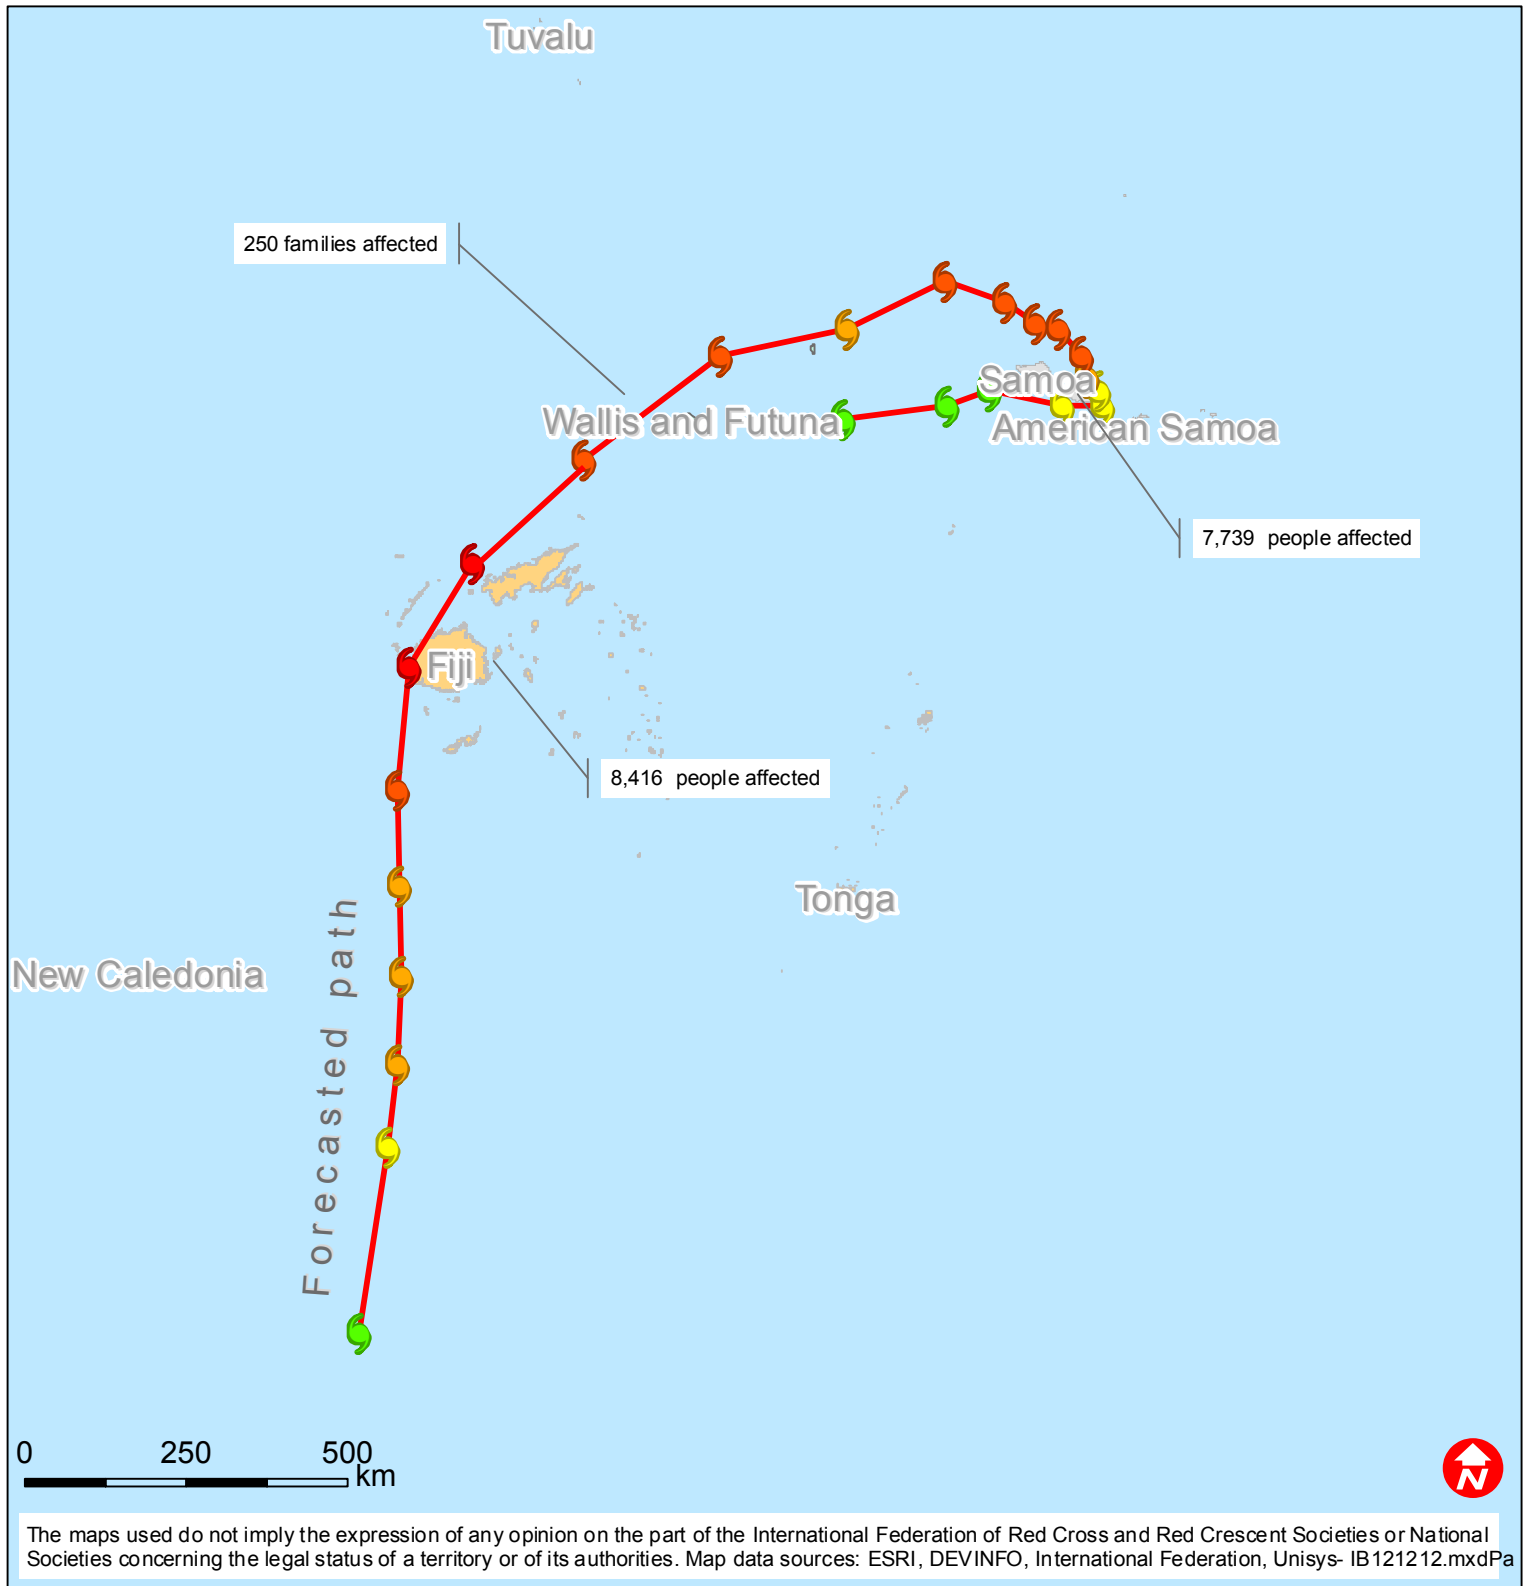 Tuvalu
250 families affected
Samoa
Wallis and Futuna
American Samoa
7,739 people affected
Fiji
8,416 people affected
Tonga
New Caledonia
Forecasted path
0 250 500
km
N
The maps used do not imply the expression of any opinion on the part of the International Federation of Red Cross and Red Crescent Societies or National
Societies concerning the legal status of a territory or of its authorities. Map data sources: ESRI, DEVINFO, International Federation, Unisys- IB121212.mxdPa